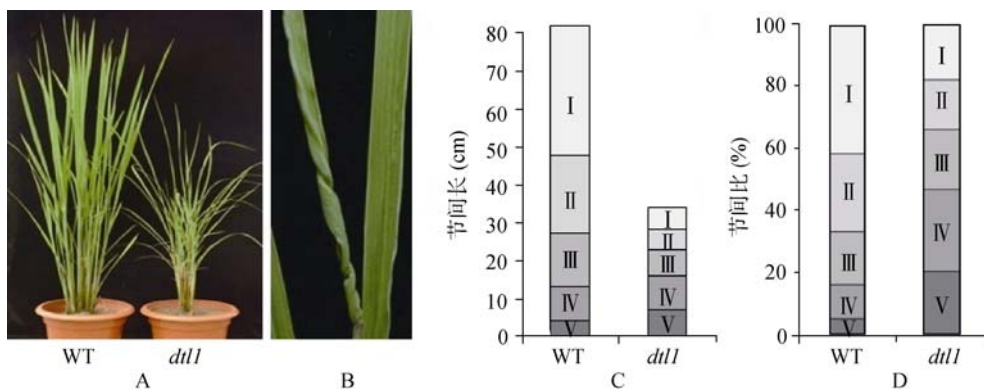 WT
dtl1
A
B
节间长 (cm)
80
70
60
50
40
30
20
10
0
I
II
III
IV
V
I
II
III
IV
V
WT
dtl1
C
节间比 (%)
100
80
60
40
20
0
I
II
III
IV
V
I
II
III
IV
V
WT
dtl1
D